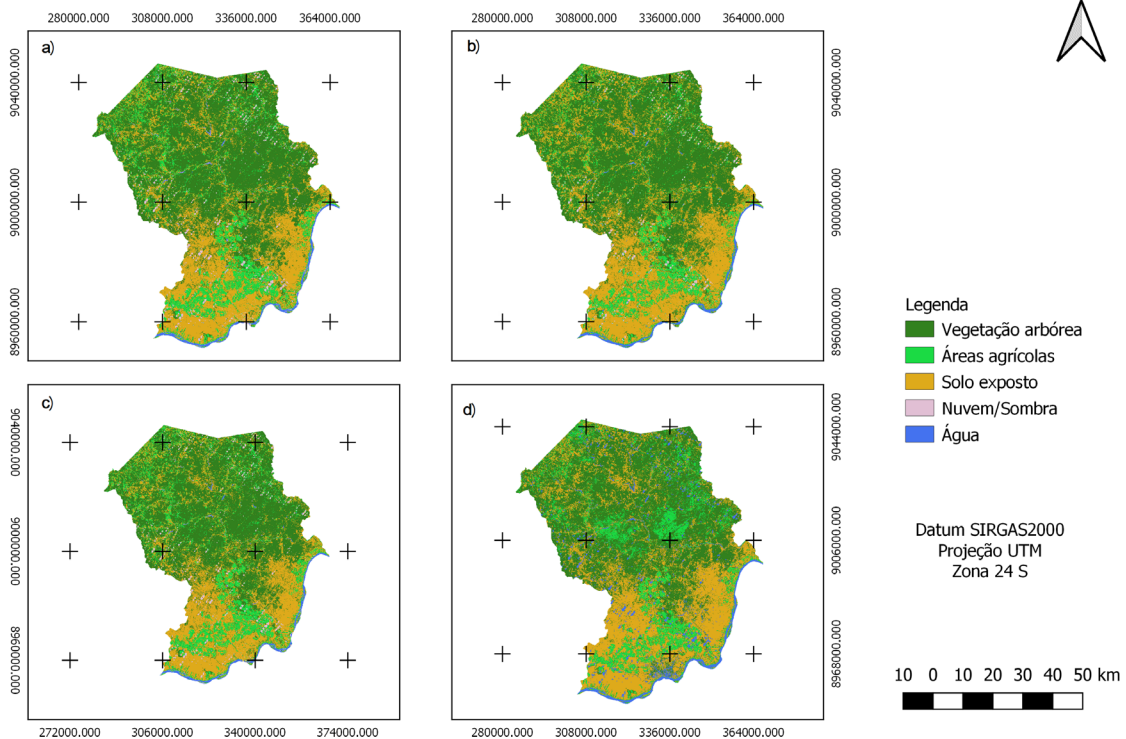 280000.000 308000.000 336000.000 364000.000 280000.000 308000.000 336000.000 364000.000
a)
b)
9040000.000
9000000.000
8960000.000
9040000.000
9000000.000
8960000.000
Legenda
Vegetação arbórea
Áreas agrícolas
Solo exposto
Nuvem/Sombra
Água
c)
d)
9040000.000
9000000.000
8960000.000
9044000.000
9006000.000
8968000.000
Datum SIRGAS2000
Projeção UTM
Zona 24 S
10 0 10 20 30 40 50 km
272000.000 306000.000 340000.000 374000.000 280000.000 308000.000 336000.000 364000.000